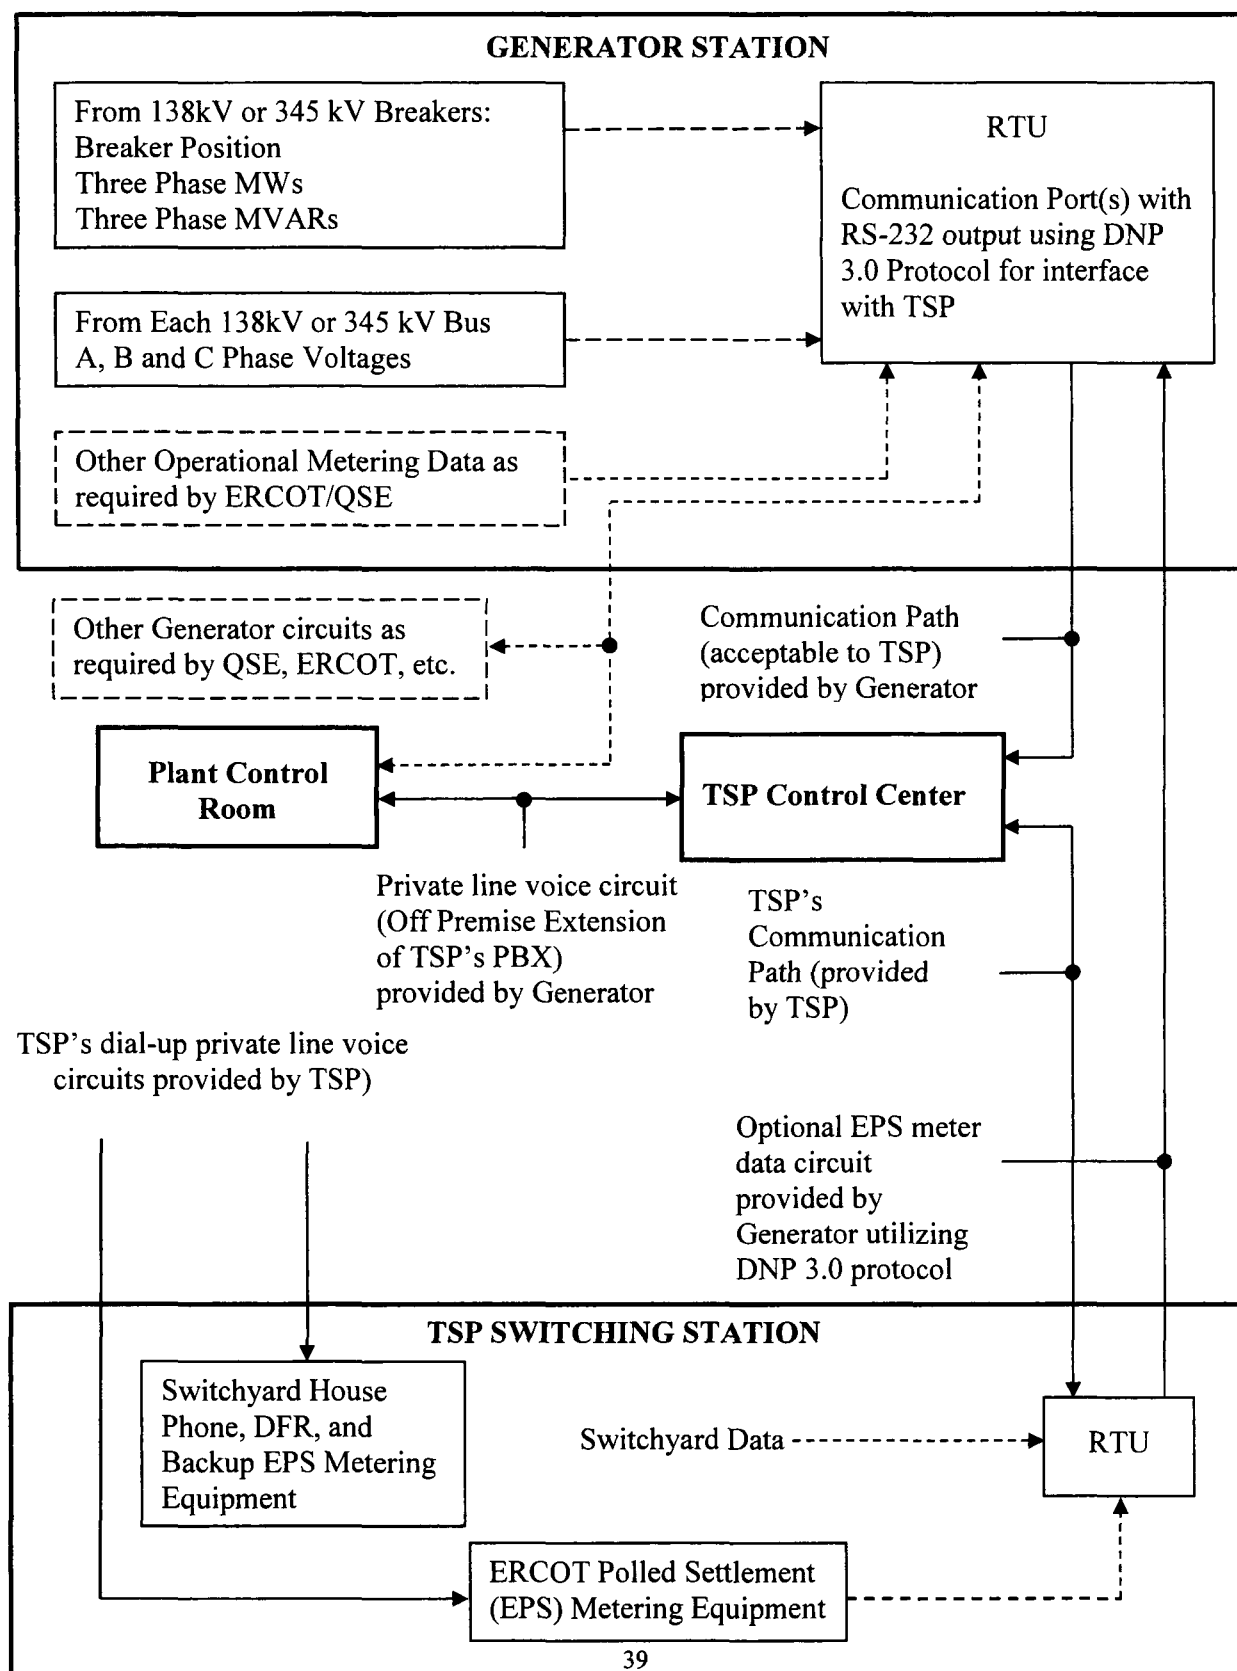 GENERATOR STATION
From 138kV or 345 kV Breakers:
Breaker Position
Three Phase MWs
Three Phase MVARs
RTU
Communication Port(s) with
RS-232 output using DNP
3.0 Protocol for interface
with TSP
From Each 138kV or 345 kV Bus
A, B and C Phase Voltages
Other Operational Metering Data as
required by ERCOT/QSE
Other Generator circuits as
required by QSE, ERCOT, etc.
Communication Path
(acceptable to TSP)
provided by Generator
Plant Control
Room
TSP Control Center
Private line voice circuit
(Off Premise Extension
of TSP's PBX)
provided by Generator
TSP's
Communication
Path (provided
by TSP)
TSP's dial-up private line voice
circuits provided by TSP)
Optional EPS meter
data circuit
provided by
Generator utilizing
DNP 3.0 protocol
TSP SWITCHING STATION
Switchyard House
Phone, DFR, and
Backup EPS Metering
Equipment
Switchyard Data
RTU
ERCOT Polled Settlement
(EPS) Metering Equipment
39